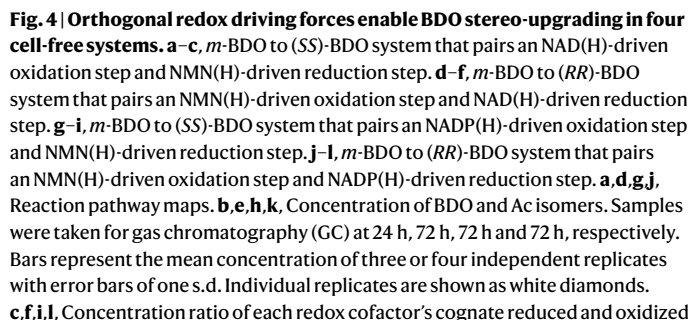 Fig. 4 | Orthogonal redox driving forces enable BDO stereo-upgrading in four
cell-free systems. a–c, m-BDO to (SS)-BDO system that pairs an NAD(H)-driven
oxidation step and NMN(H)-driven reduction step. d–f, m-BDO to (RR)-BDO
system that pairs an NMN(H)-driven oxidation step and NAD(H)-driven reduction
step. g–i, m-BDO to (SS)-BDO system that pairs an NADP(H)-driven oxidation step
and NMN(H)-driven reduction step. j–l, m-BDO to (RR)-BDO system that pairs
an NMN(H)-driven oxidation step and NADP(H)-driven reduction step. a,d,g,j,
Reaction pathway maps. b,e,h,k, Concentration of BDO and Ac isomers. Samples
were taken for gas chromatography (GC) at 24 h, 72 h, 72 h and 72 h, respectively.
Bars represent the mean concentration of three or four independent replicates
with error bars of one s.d. Individual replicates are shown as white diamonds.
c,f,i,l, Concentration ratio of each redox cofactor's cognate reduced and oxidized